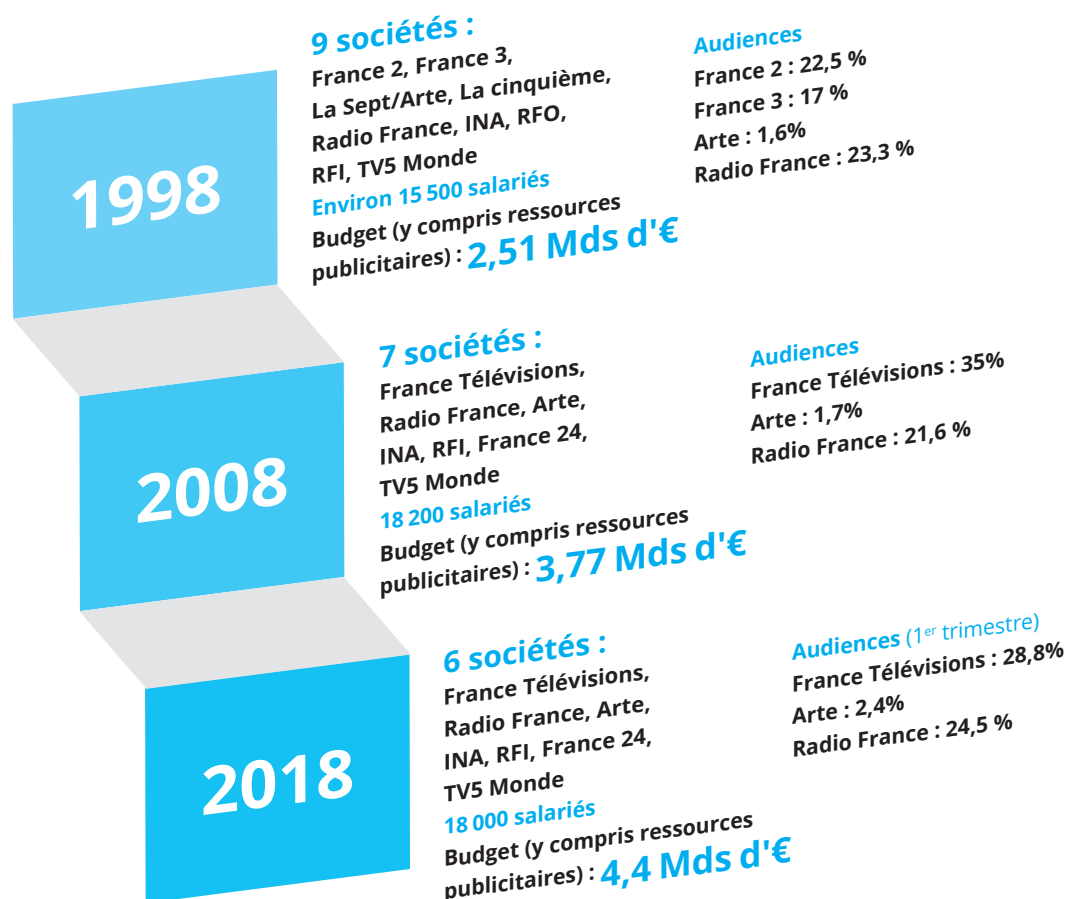 1998
9 sociétés :
France 2, France 3,
La Sept/Arte, La cinquième,
Radio France, INA, RFO,
RFI, TV5 Monde
Environ 15 500 salariés
Budget (y compris ressources
publicitaires) : 2,51 Mds d'€
Audiences
France 2 : 22,5 %
France 3 : 17 %
Arte : 1,6%
Radio France : 23,3 %
2008
7 sociétés :
France Télévisions,
Radio France, Arte,
INA, RFI, France 24,
TV5 Monde
18 200 salariés
Budget (y compris ressources
publicitaires) : 3,77 Mds d'€
Audiences
France Télévisions : 35%
Arte : 1,7%
Radio France : 21,6 %
2018
6 sociétés :
France Télévisions,
Radio France, Arte,
INA, RFI, France 24,
TV5 Monde
18 000 salariés
Budget (y compris ressources
publicitaires) : 4,4 Mds d'€
Audiences (1er trimestre)
France Télévisions : 28,8%
Arte : 2,4%
Radio France : 24,5 %